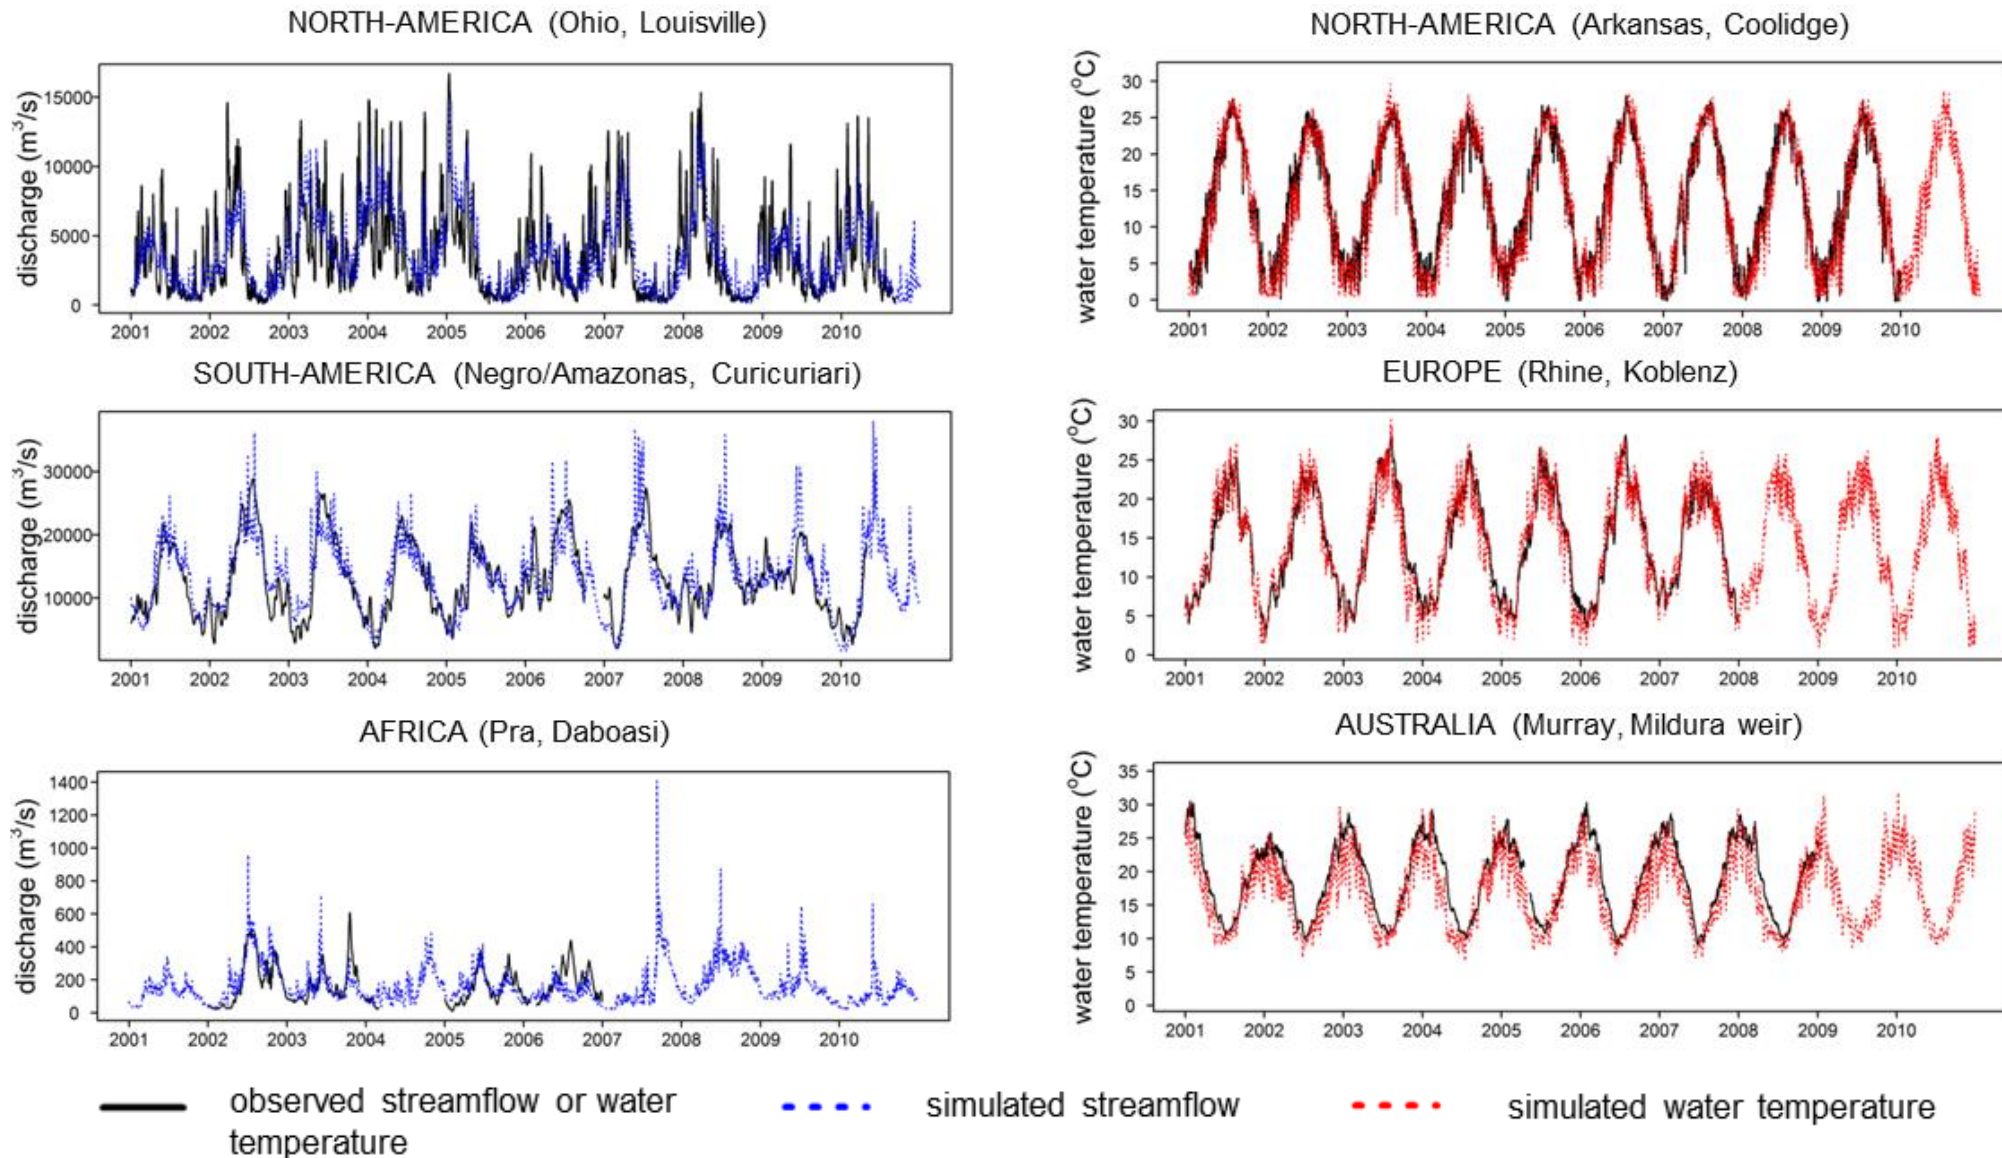 NORTH-AMERICA (Ohio, Louisville)
discharge (m³/s)
15000
10000
5000
0
2001 2002 2003 2004 2005 2006 2007 2008 2009 2010
NORTH-AMERICA (Arkansas, Coolidge)
water temperature (°C)
30
25
20
15
10
5
0
2001 2002 2003 2004 2005 2006 2007 2008 2009 2010
SOUTH-AMERICA (Negro/Amazonas, Curicuriari)
discharge (m³/s)
30000
20000
10000
2001 2002 2003 2004 2005 2006 2007 2008 2009 2010
EUROPE (Rhine, Koblenz)
water temperature (°C)
30
25
20
15
10
5
0
2001 2002 2003 2004 2005 2006 2007 2008 2009 2010
AFRICA (Pra, Daboasi)
discharge (m³/s)
1400
1200
1000
800
600
400
200
0
2001 2002 2003 2004 2005 2006 2007 2008 2009 2010
AUSTRALIA (Murray, Mildura weir)
water temperature (°C)
35
30
25
20
15
10
5
0
2001 2002 2003 2004 2005 2006 2007 2008 2009 2010
observed streamflow or water
temperature
simulated streamflow
simulated water temperature